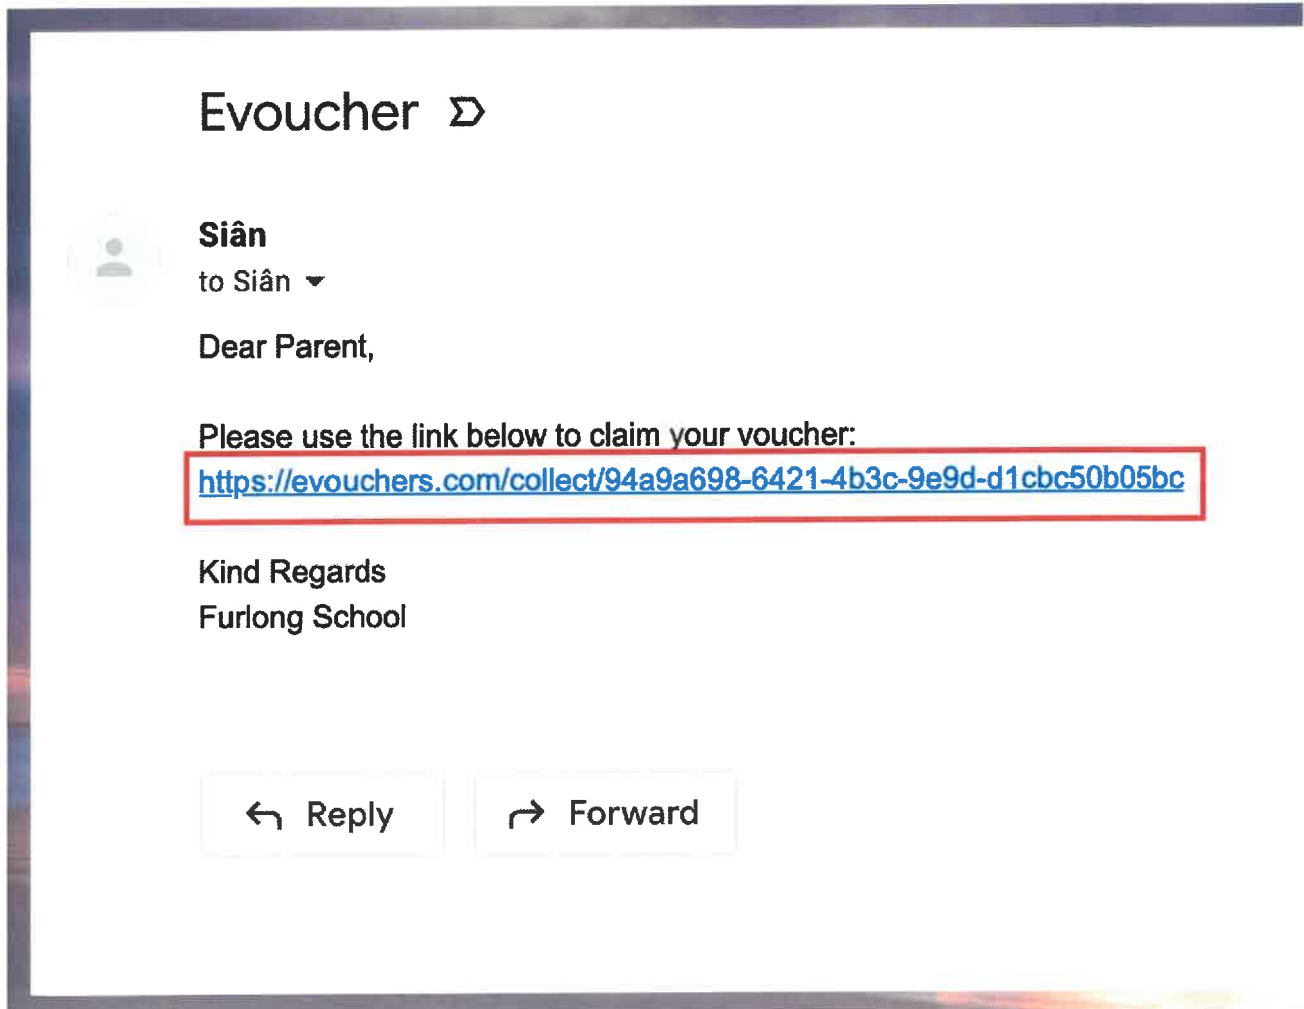 Evoucher
Siân
to Siân
Dear Parent,
Please use the link below to claim your voucher:
https://evouchers.com/collect/94a9a698-6421-4b3c-9e9d-d1cbc50b05bc
Kind Regards
Furlong School
Reply
Forward